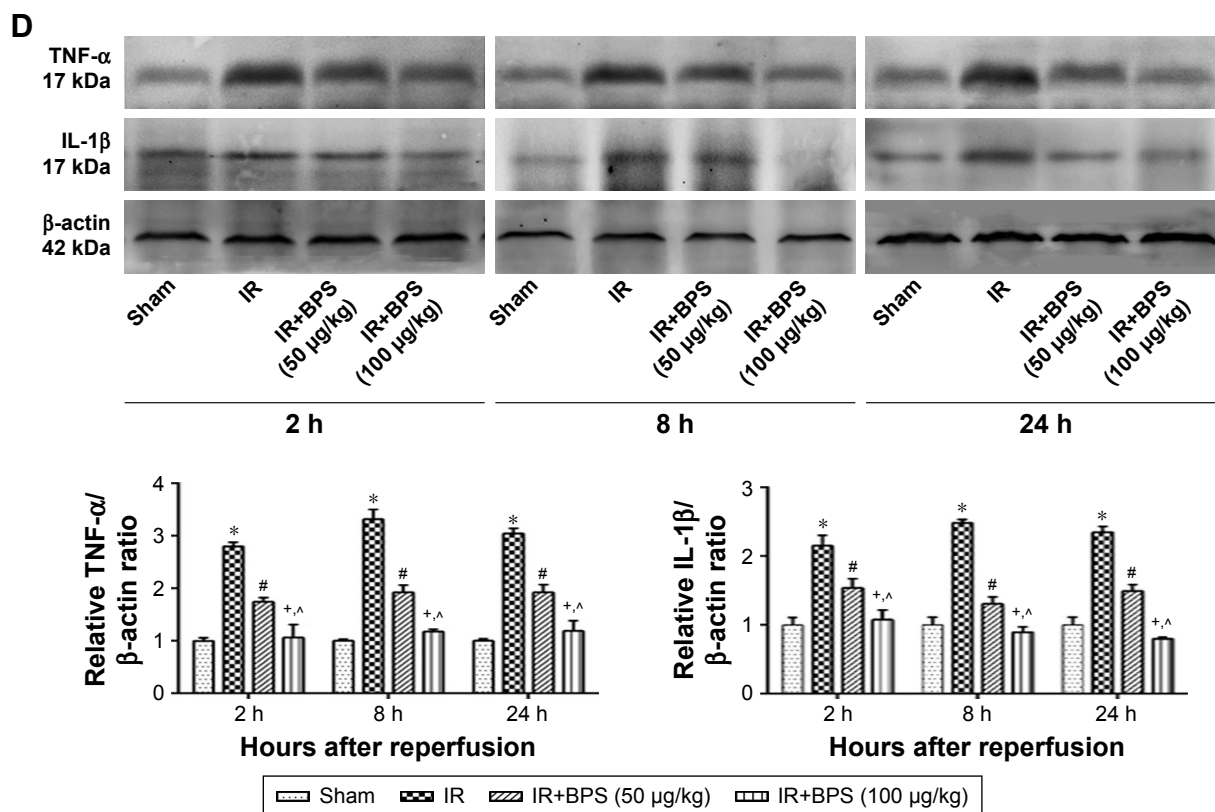 D
TNF-α
17 kDa
IL-1β
17 kDa
β-actin
42 kDa
Sham
IR
IR+BPS
(50 µg/kg)
IR+BPS
(100 µg/kg)
Sham
IR
IR+BPS
(50 µg/kg)
IR+BPS
(100 µg/kg)
Sham
IR
IR+BPS
(50 µg/kg)
IR+BPS
(100 µg/kg)
2 h
8 h
24 h
Relative TNF-α/
β-actin ratio
4
3
2
1
0
*
#
+,^
*
#
+,^
*
#
+,^
2 h
8 h
24 h
Hours after reperfusion
Relative IL-1β/
β-actin ratio
3
2
1
0
*
#
+,^
*
#
+,^
*
#
+,^
2 h
8 h
24 h
Hours after reperfusion
Sham IR IR+BPS (50 µg/kg) IR+BPS (100 µg/kg)